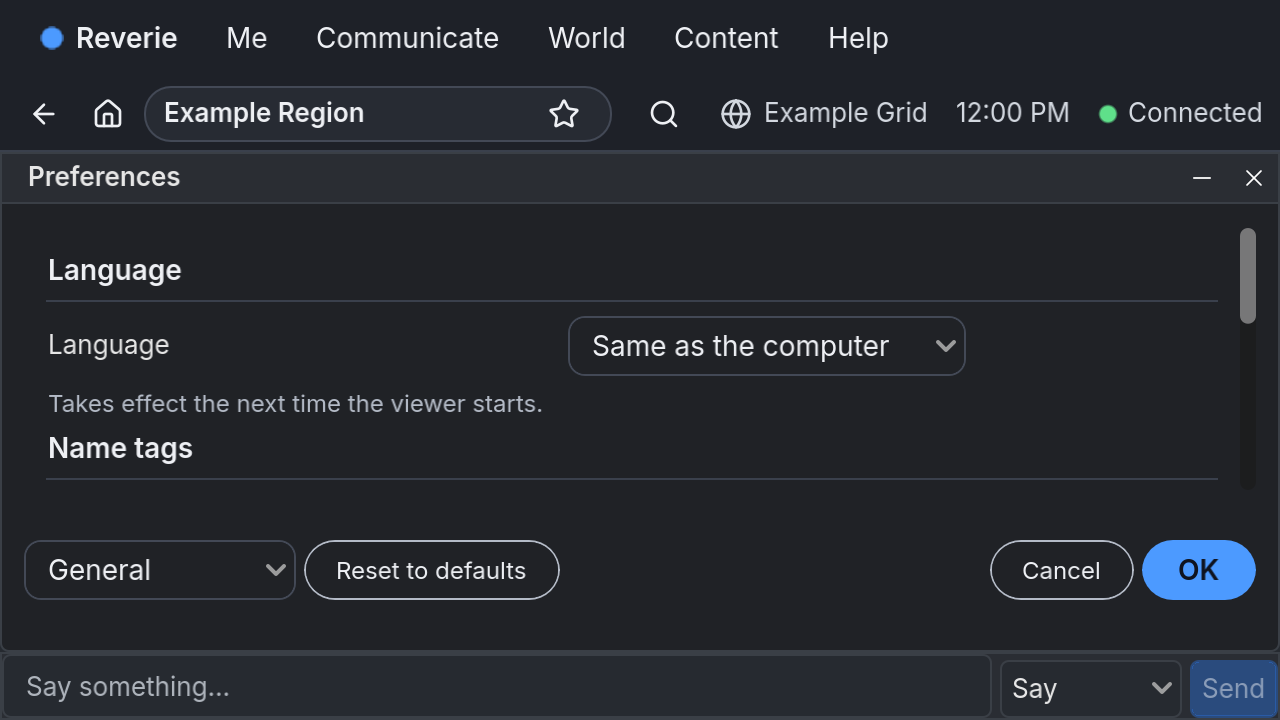 Reverie Me Communicate World Content Help
Example Region Example Grid 12:00 PM Connected
Preferences
Language
Language Same as the computer
Takes effect the next time the viewer starts.
Name tags
General Reset to defaults Cancel OK
Say something... Say Send